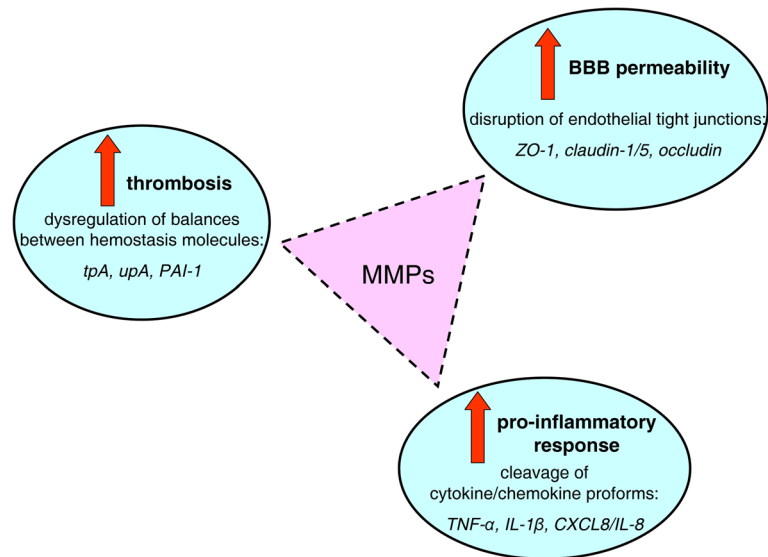 BBB permeability
disruption of endothelial tight junctions:
ZO-1, claudin-1/5, occludin
thrombosis
dysregulation of balances
between hemostasis molecules:
tpA, upA, PAI-1
MMPs
pro-inflammatory
response
cleavage of
cytokine/chemokine proforms:
TNF-α, IL-1β, CXCL8/IL-8